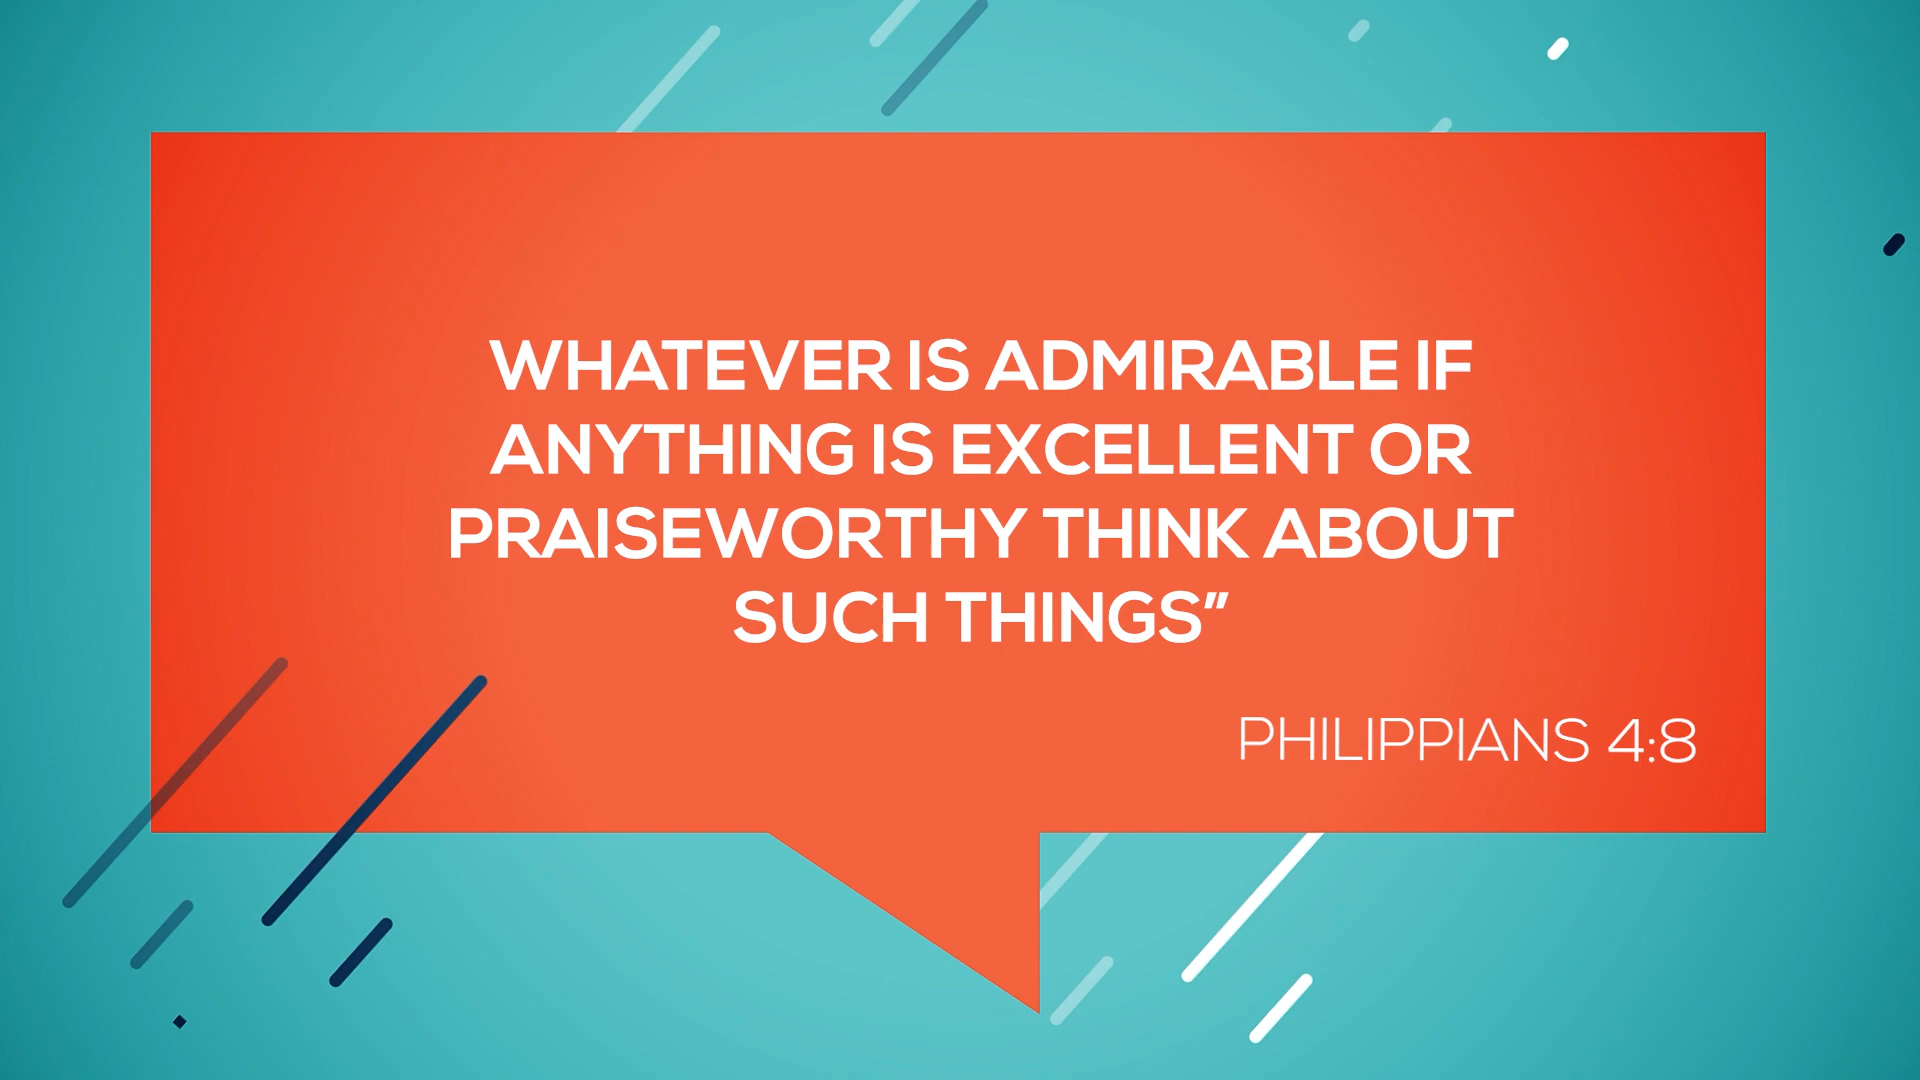 WHATEVER IS ADMIRABLE IF
ANYTHING IS EXCELLENT OR
PRAISEWORTHY THINK ABOUT
SUCH THINGS”
PHILIPPIANS 4:8